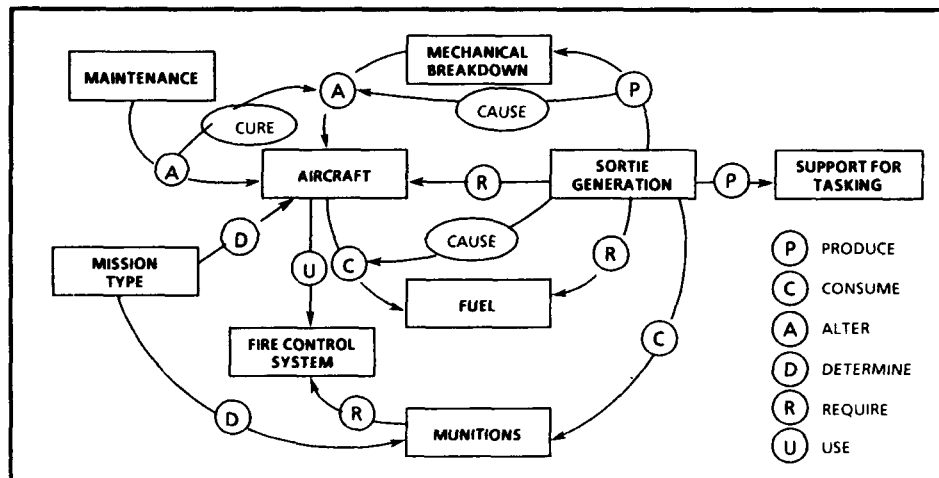 MECHANICAL
BREAKDOWN
MAINTENANCE
P
A
CAUSE
CURE
A
AIRCRAFT
R
SORTIE
GENERATION
P
SUPPORT FOR
TASKING
D
CAUSE
MISSION
TYPE
U
C
R
FUEL
FIRE CONTROL
SYSTEM
C
R
D
MUNITIONS
P PRODUCE
C CONSUME
A ALTER
D DETERMINE
R REQUIRE
U USE